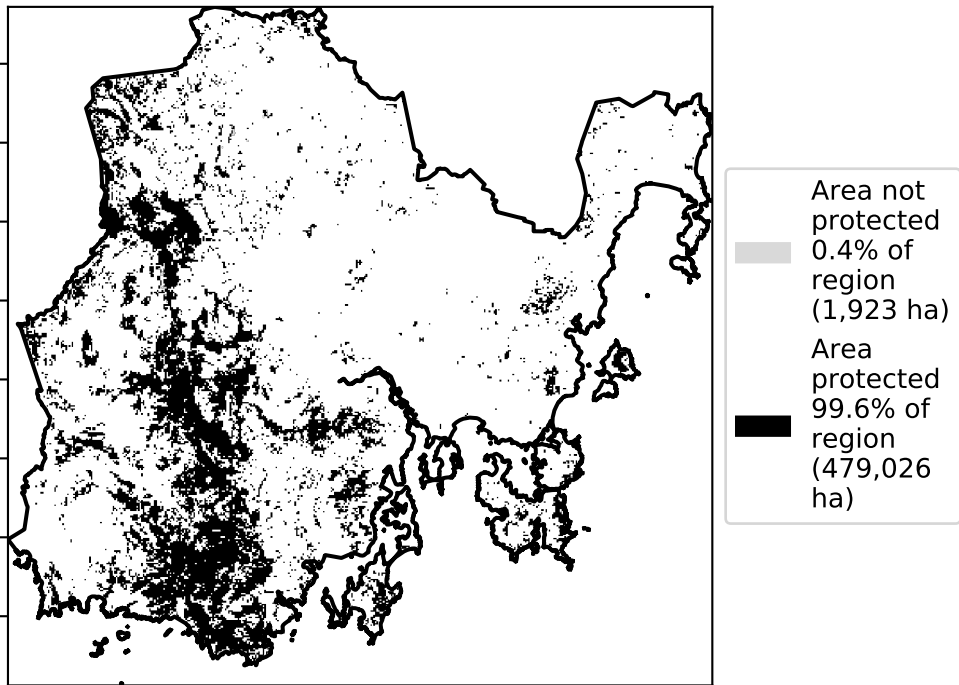 Area not
protected
0.4% of
region
(1,923 ha)
Area
protected
99.6% of
region
(479,026
ha)